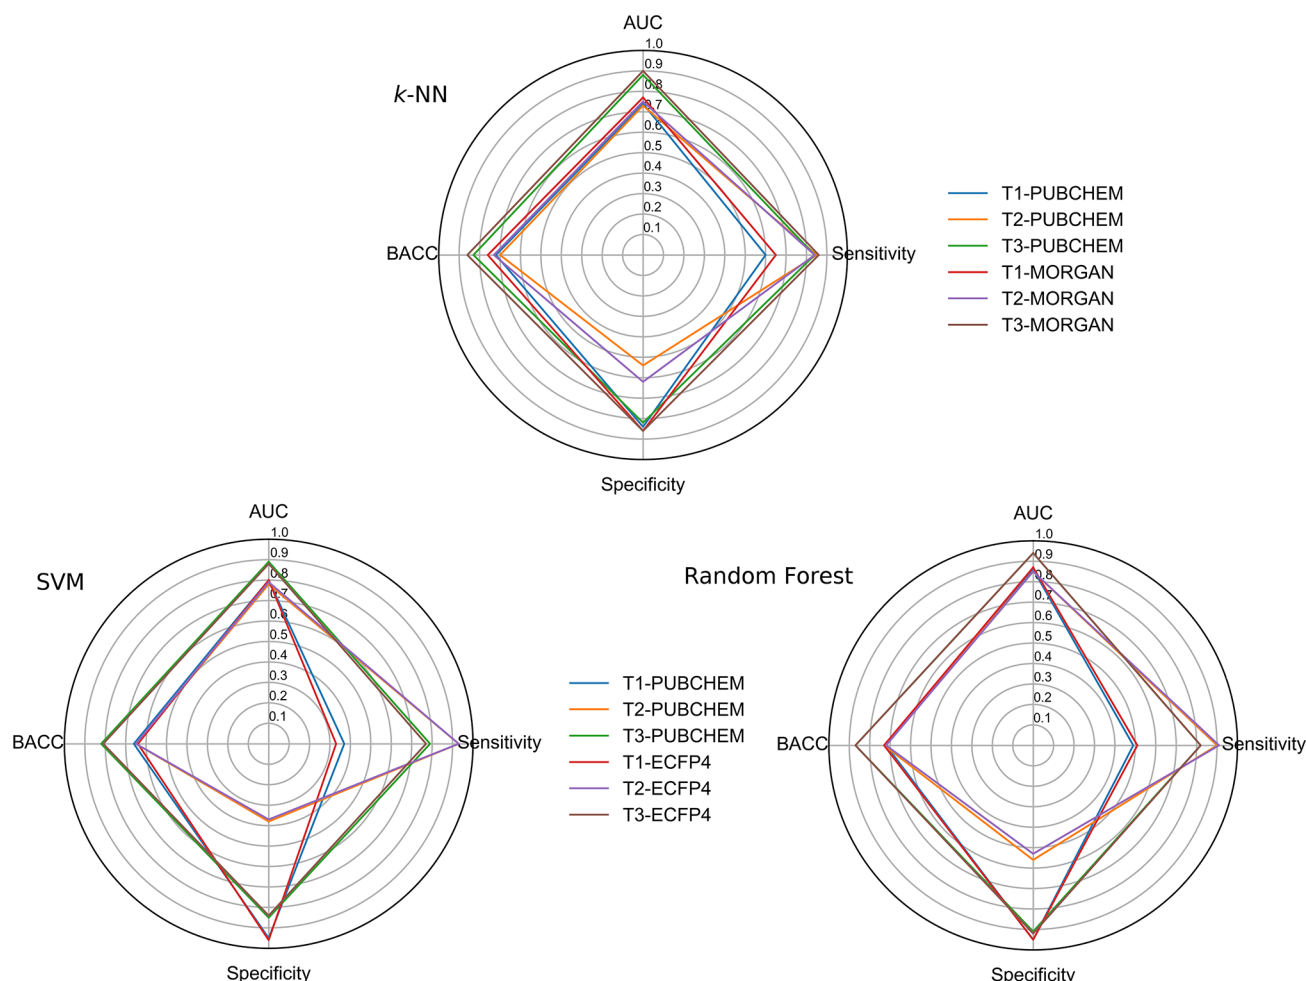 AUC
1.0
0.9
0.8
0.7
0.6
0.5
0.4
0.3
0.2
0.1
k-NN
BACC
Sensitivity
Specificity
T1-PUBCHEM
T2-PUBCHEM
T3-PUBCHEM
T1-MORGAN
T2-MORGAN
T3-MORGAN
AUC
1.0
0.9
0.8
0.7
0.6
0.5
0.4
0.3
0.2
0.1
SVM
BACC
Sensitivity
Specificity
T1-PUBCHEM
T2-PUBCHEM
T3-PUBCHEM
T1-ECFP4
T2-ECFP4
T3-ECFP4
AUC
1.0
0.9
0.8
0.7
0.6
0.5
0.4
0.3
0.2
0.1
Random Forest
BACC
Sensitivity
Specificity